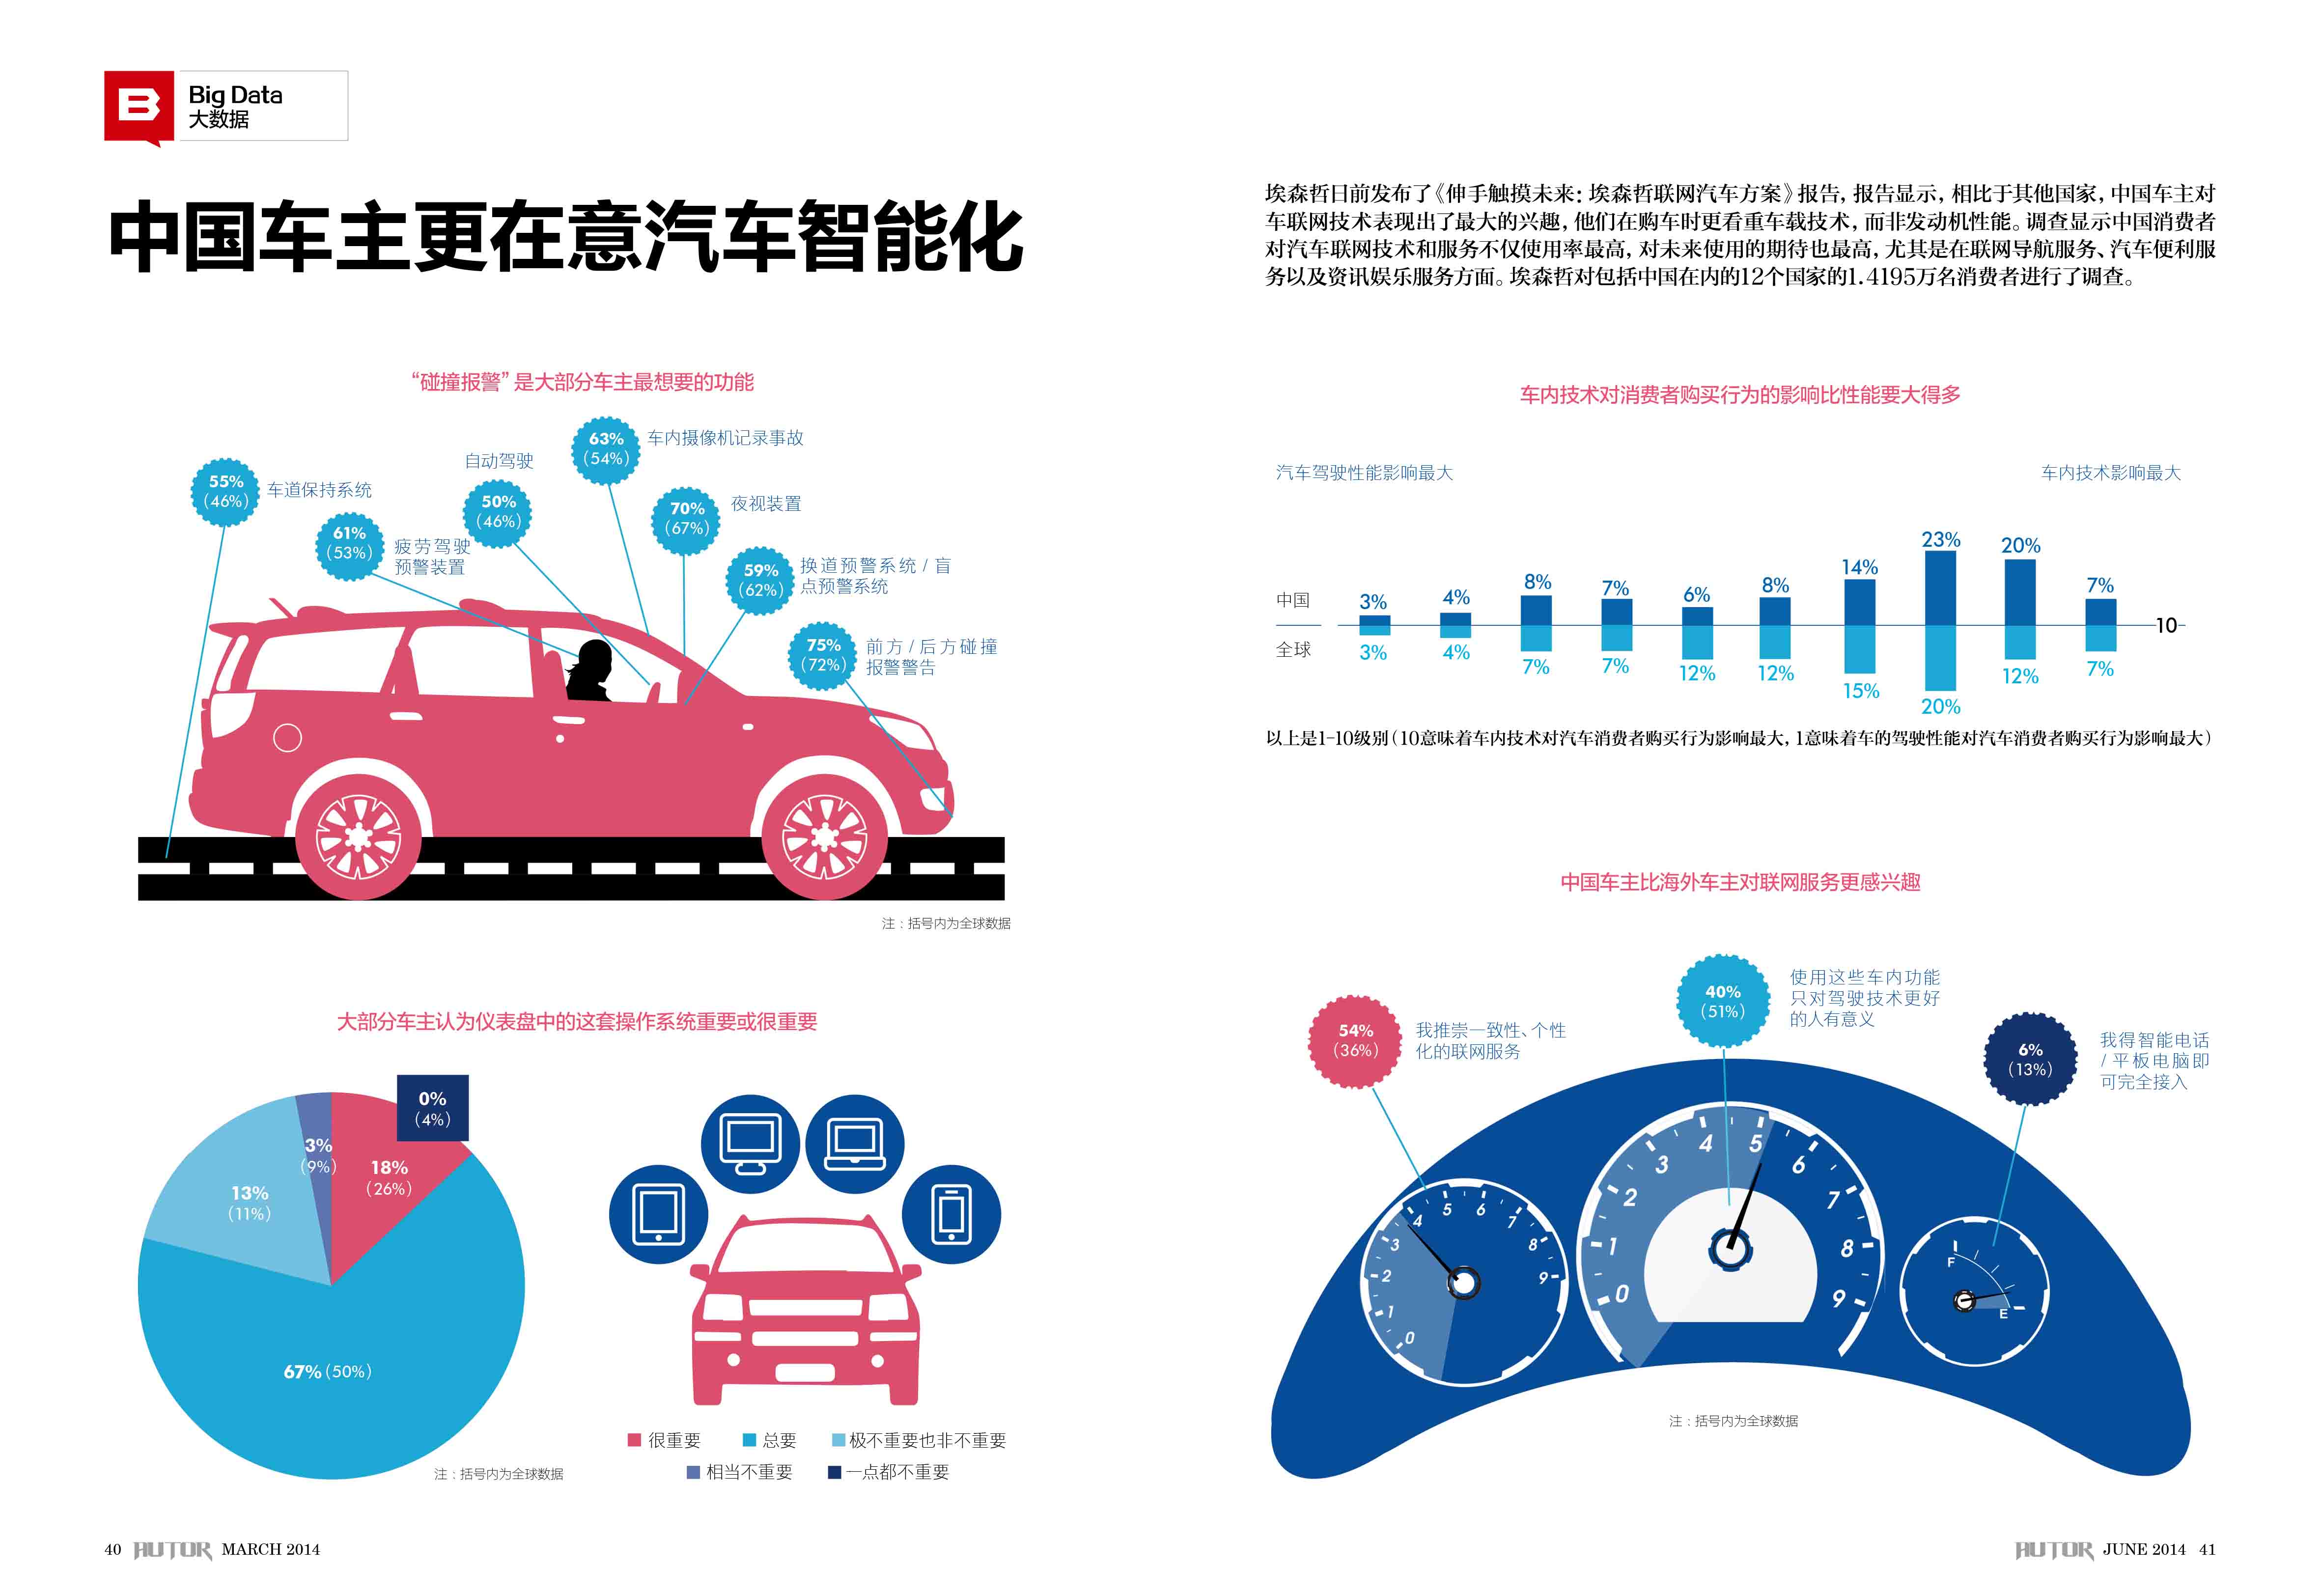 B
Big Data
大数据
中国车主更在意汽车智能化
埃森哲日前发布了《伸手触摸未来：埃森哲联网汽车方案》报告，报告显示，相比于其他国家，中国车主对
车联网技术表现出了最大的兴趣，他们在购车时更看重车载技术，而非发动机性能。调查显示中国消费者
对汽车联网技术和服务不仅使用率最高，对未来使用的期待也最高，尤其是在联网导航服务、汽车便利服
务以及资讯娱乐服务方面。埃森哲对包括中国在内的12个国家的1.4195万名消费者进行了调查。
“碰撞报警”是大部分车主最想要的功能
55%
(46%)
车道保持系统
61%
(53%)
疲劳驾驶
预警装置
自动驾驶
50%
(46%)
63%
(54%)
车内摄像机记录事故
70%
(67%)
夜视装置
59%
(62%)
换道预警系统/盲
点预警系统
75%
(72%)
前方/后方碰撞
报警警告
注：括号内为全球数据
大部分车主认为仪表盘中的这套操作系统重要或很重要
0%
(4%)
3%
(9%)
18%
(26%)
13%
(11%)
67%(50%)
很重要 总要 极不重要也非不重要
相当不重要 一点都不重要
注：括号内为全球数据
车内技术对消费者购买行为的影响比性能要大得多
汽车驾驶性能影响最大 车内技术影响最大
中国
3% 4% 8% 7% 6% 8% 14% 23% 20% 7%
10
全球
3% 4% 7% 7% 12% 12% 15% 20% 12% 7%
以上是1-10级别（10意味着车内技术对汽车消费者购买行为影响最大，1意味着车的驾驶性能对汽车消费者购买行为影响最大）
中国车主比海外车主对联网服务更感兴趣
54%
(36%)
我推崇一致性、个性
化的联网服务
40%
(51%)
使用这些车内功能
只对驾驶技术更好
的人有意义
6%
(13%)
我得智能电话
/平板电脑即
可完全接入
0 1 2 3 4 5 6 7 8 9
0 1 2 3 4 5 6 7 8 9
F
E
注：括号内为全球数据
40 AUTOR MARCH 2014
AUTOR JUNE 2014 41